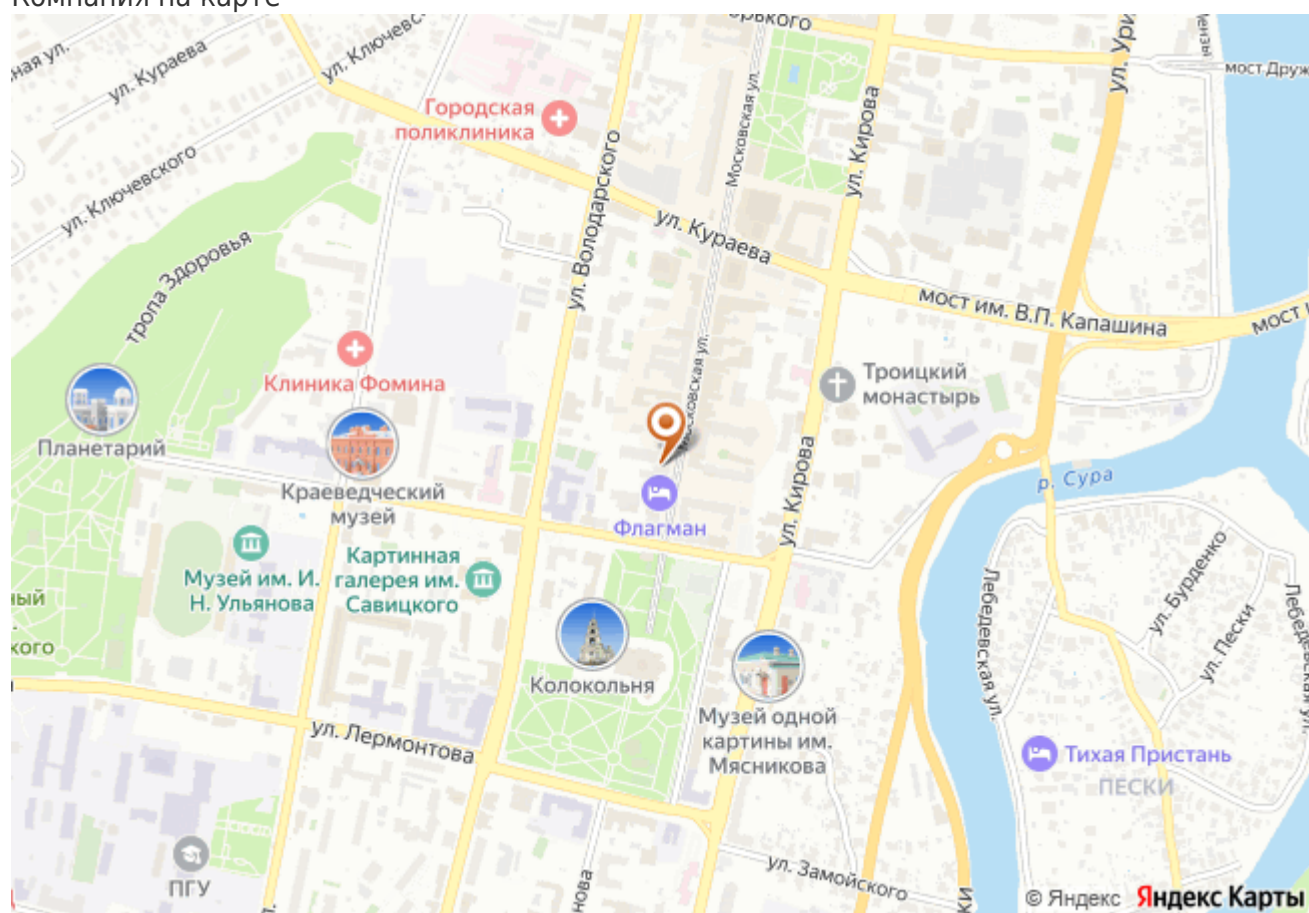 Компания на карте
ул. Кураева
ул. Ключевского
Городская
поликлиника
ул. Володарского
Московская ул.
ул. Кирова
мост Друж
ул. Ключевского
тропа Здоровья
ул. Кураева
мост им. В.П. Капашина
мост
Клиника Фомина
Московская ул.
Троицкий
монастырь
Планетарий
Краеведческий
музей
ул. Кирова
р. Сура
Флагман
Музей им. И.
Н. Ульянова
Картинная
галерея им.
Савицкого
Лебедевская ул.
ул. Бурденко
ул. Пески
Колокольня
Музей одной
картины им.
Мясникова
ул. Лермонтова
Тихая Пристань
ПЕСКИ
ПГУ
ул. Замойского
© Яндекс Яндекс Карты